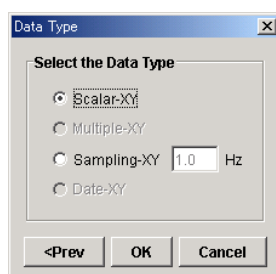 Data Type
Select the Data Type
Scalar-XY
Multiple-XY
Sampling-XY 1.0 Hz
Date-XY
<Prev OK Cancel